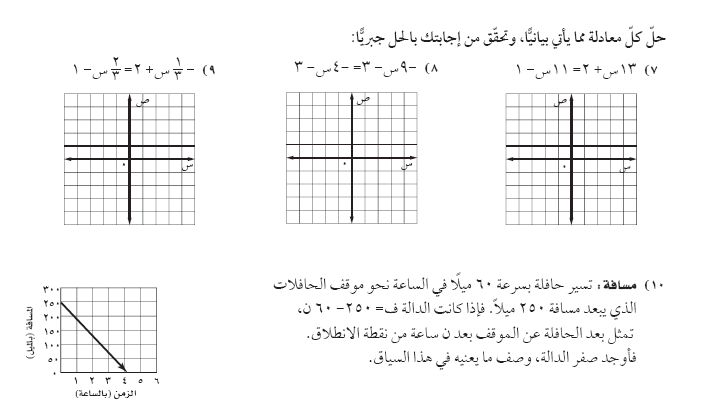 حلّ كلّ معادلة مما يأتي بيانيًّا، وتحقّق من إجابتك بالحل جبريًّا:
٧) ١٣س + ٢ = ١١س - ١
٨) -٩س - ٣ = -٤س - ٣
٩) -١/٣ س + ٢ = ٢/٣ س - ١
ص
س
٠
ص
س
٠
ص
س
٠
١٠) مسافة: تسير حافلة بسرعة ٦٠ ميلًا في الساعة نحو موقف الحافلات
الذي يبعد مسافة ٢٥٠ ميلاً. فإذا كانت الدالة ف = ٢٥٠ - ٦٠ ن،
تمثل بعد الحافلة عن الموقف بعد ن ساعة من نقطة الانطلاق.
فأوجد صفر الدالة، وصف ما يعنيه في هذا السياق.
المسافة (بالميل)
٣٠٠
٢٥٠
٢٠٠
١٥٠
١٠٠
٥٠
٠
١ ٢ ٣ ٤ ٥ ٦
الزمن (بالساعة)